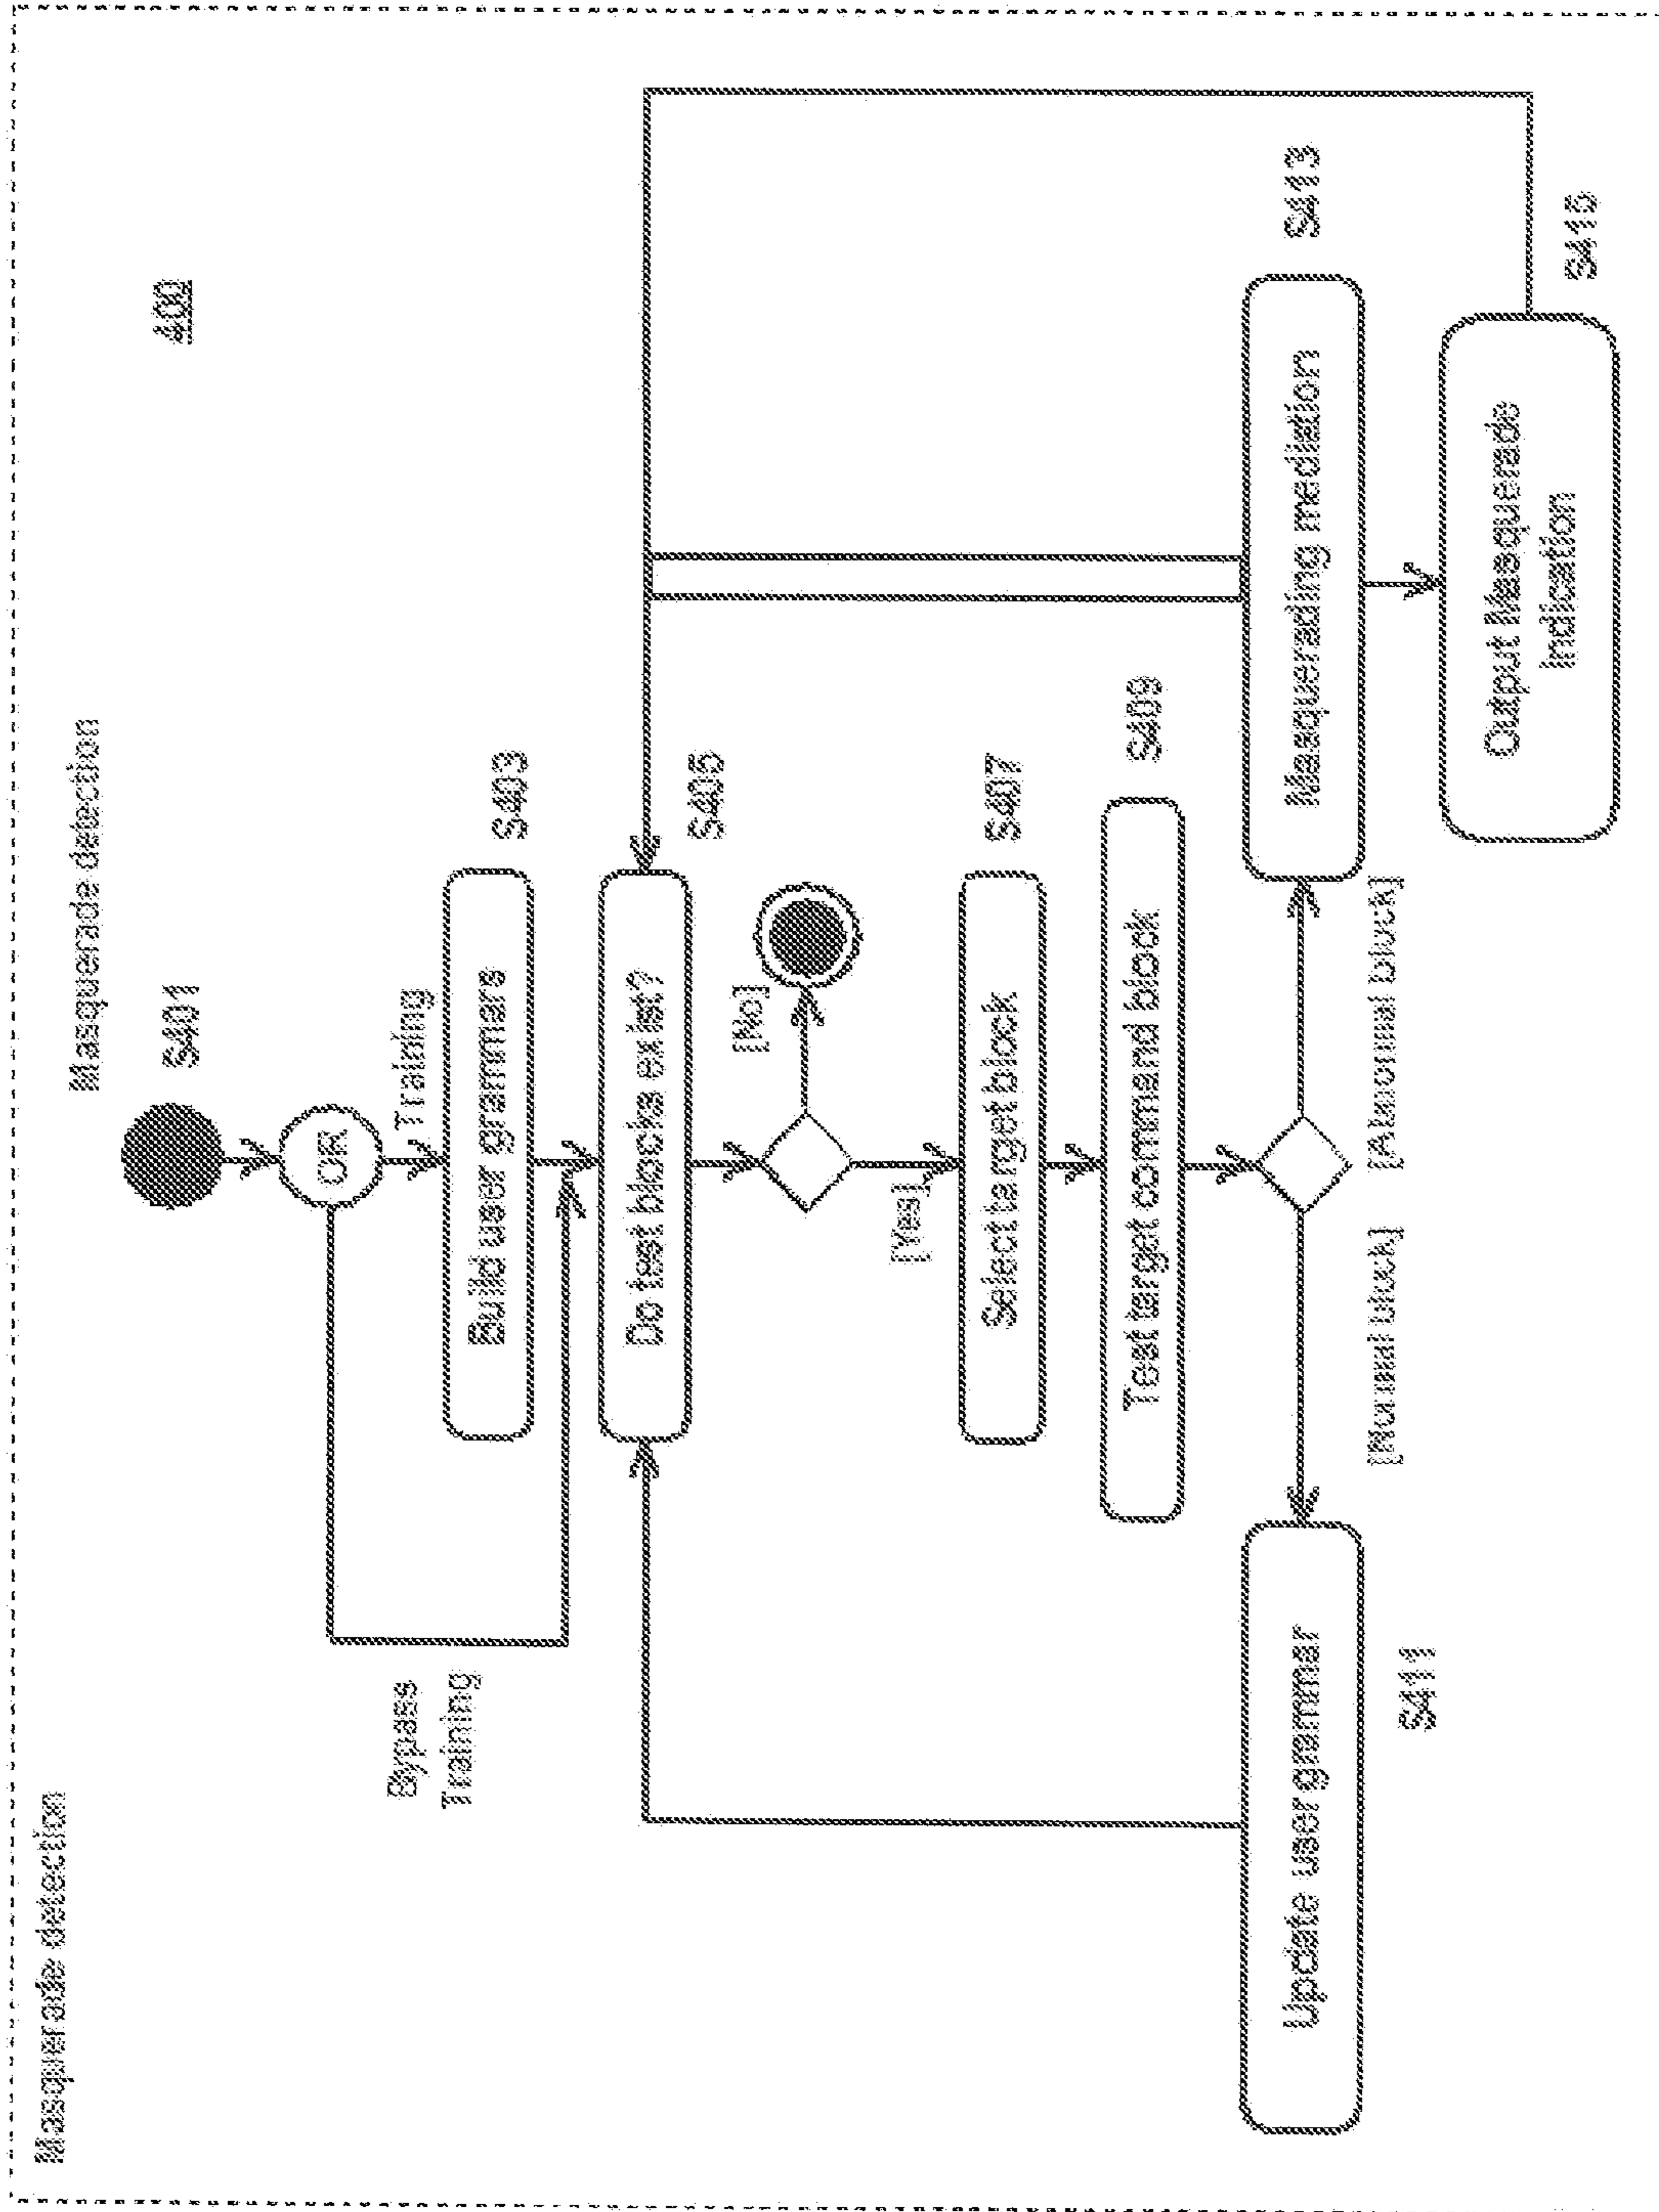 Masquerade detection
Masquerade detection
400
S401
OR
Training
Bypass
Training
Build user grammars
S403
Do test blocks exist?
S405
[No]
[Yes]
Select target block
S407
Test target command block
S409
[Normal block]
[Abnormal block]
Update user grammar
S411
Masquerading mediation
S413
Output Masquerade
Indication
S415